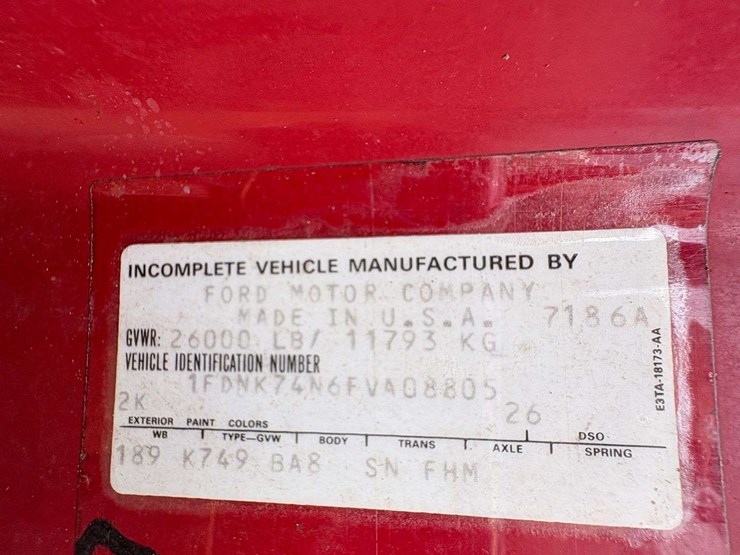 INCOMPLETE VEHICLE MANUFACTURED BY
FORD MOTOR COMPANY
MADE IN U.S.A. 7186A
GVWR: 26000 LB/ 11793 KG
VEHICLE IDENTIFICATION NUMBER
1FDNK74N6FVA08805
2K 26
EXTERIOR PAINT COLORS DSO
WB TYPE-GVW BODY TRANS AXLE SPRING
189 K749 BA8 SN FHM
E3TA-18173-AA